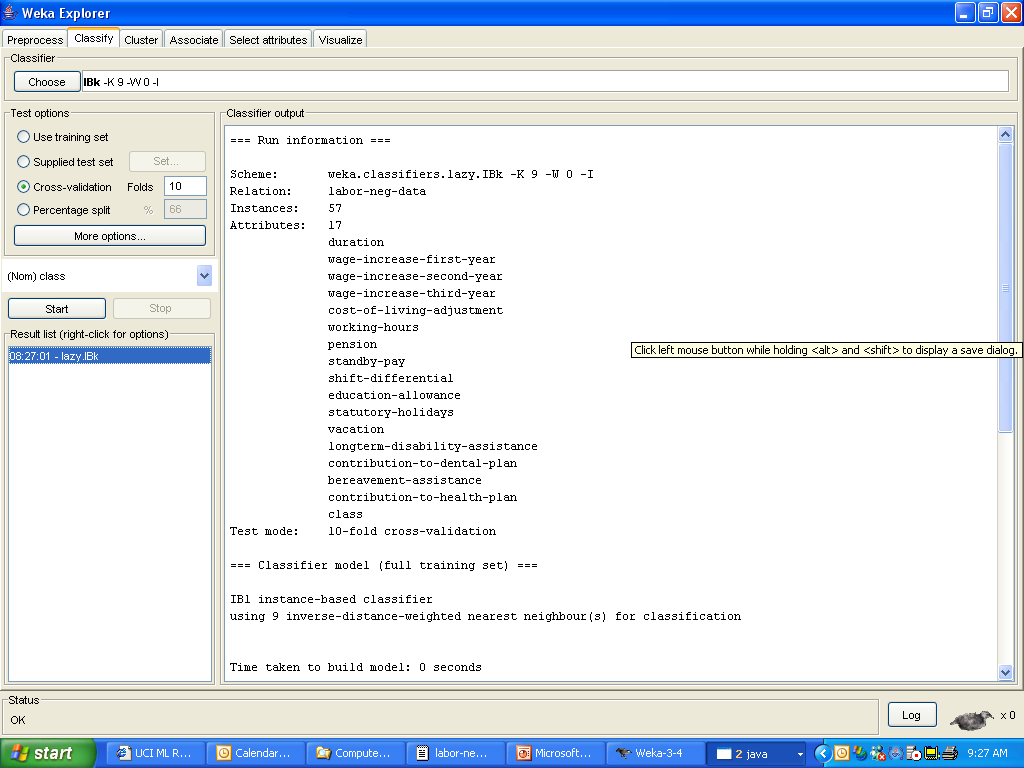 Weka Explorer
Preprocess Classify Cluster Associate Select attributes Visualize
Classifier
Choose IBk -K 9 -W 0 -I
Test options
Use training set
Supplied test set Set...
Cross-validation Folds 10
Percentage split % 66
More options...
(Nom) class
Start Stop
Result list (right-click for options)
08:27:01 - lazy.IBk
Classifier output
=== Run information ===
Scheme: weka.classifiers.lazy.IBk -K 9 -W 0 -I
Relation: labor-neg-data
Instances: 57
Attributes: 17
duration
wage-increase-first-year
wage-increase-second-year
wage-increase-third-year
cost-of-living-adjustment
working-hours
pension
standby-pay
shift-differential
education-allowance
statutory-holidays
vacation
longterm-disability-assistance
contribution-to-dental-plan
bereavement-assistance
contribution-to-health-plan
class
Test mode: 10-fold cross-validation
=== Classifier model (full training set) ===
IB1 instance-based classifier
using 9 inverse-distance-weighted nearest neighbour(s) for classification
Time taken to build model: 0 seconds
Click left mouse button while holding <alt> and <shift> to display a save dialog.
Status
OK
Log x 0
start UCI ML R... Calendar... Compute... labor-ne... Microsoft... Weka-3-4 2 java 9:27 AM